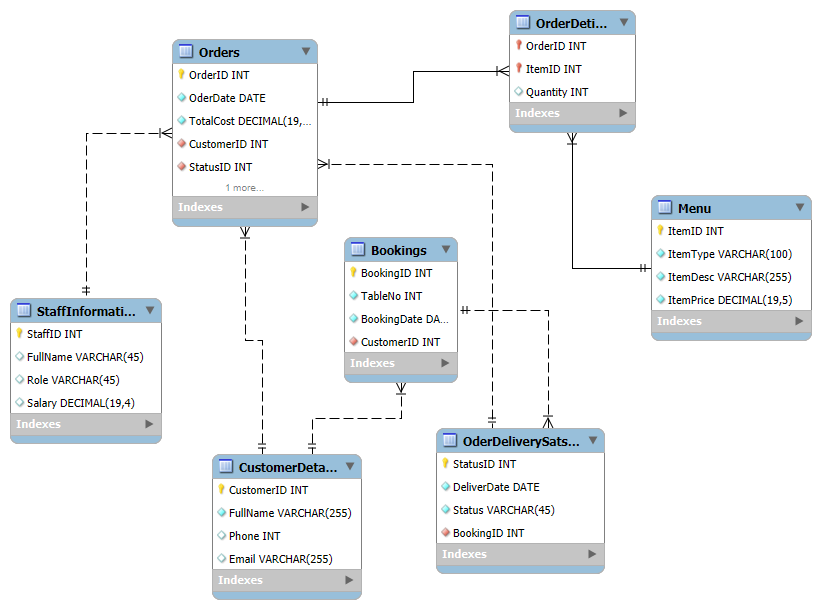 Orders
OrderID INT
OderDate DATE
TotalCost DECIMAL(19,...
CustomerID INT
StatusID INT
1 more...
Indexes
OrderDeti...
OrderID INT
ItemID INT
Quantity INT
Indexes
Menu
ItemID INT
ItemType VARCHAR(100)
ItemDesc VARCHAR(255)
ItemPrice DECIMAL(19,5)
Indexes
Bookings
BookingID INT
TableNo INT
BookingDate DA...
CustomerID INT
Indexes
StaffInformati...
StaffID INT
FullName VARCHAR(45)
Role VARCHAR(45)
Salary DECIMAL(19,4)
Indexes
CustomerDeta...
CustomerID INT
FullName VARCHAR(255)
Phone INT
Email VARCHAR(255)
Indexes
OderDeliverySats...
StatusID INT
DeliverDate DATE
Status VARCHAR(45)
BookingID INT
Indexes